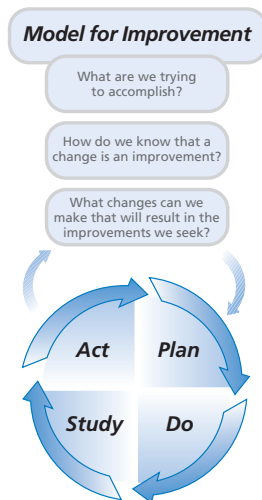 Model for Improvement
What are we trying
to accomplish?
How do we know that a
change is an improvement?
What changes can we
make that will result in the
improvements we seek?
Act
Plan
Study
Do